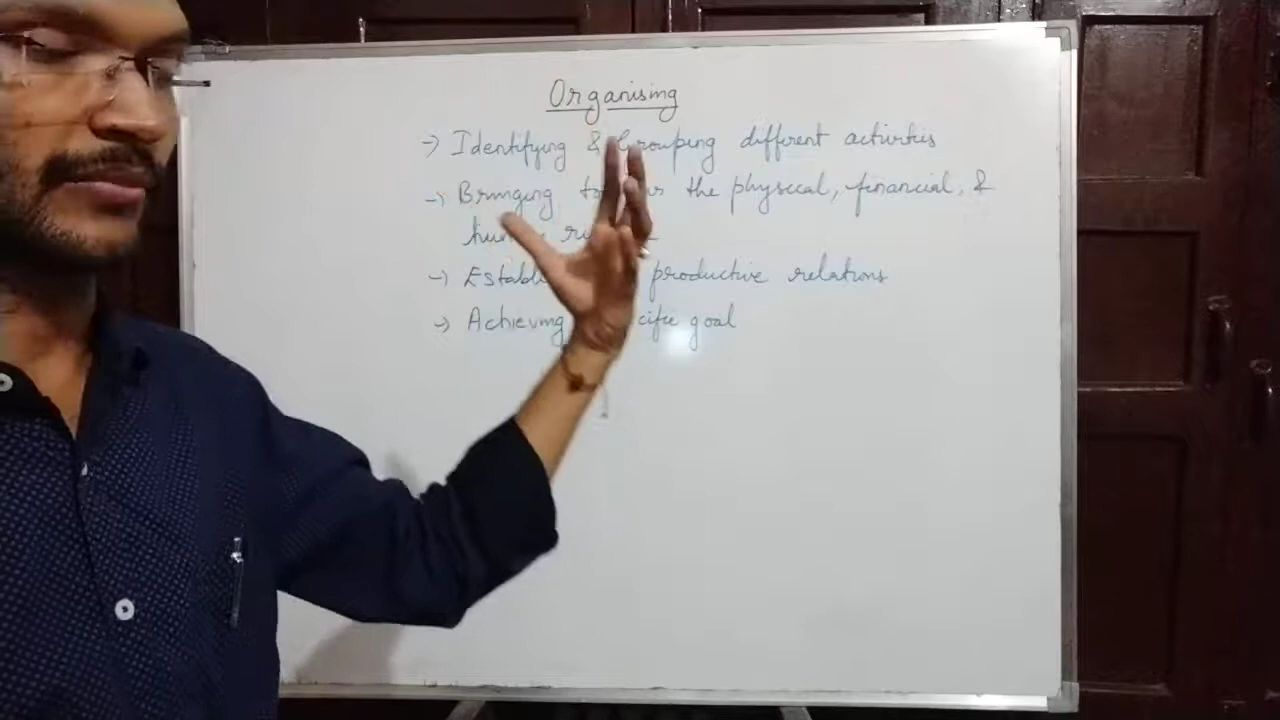 Organising
-> Identifying & Grouping different activities
-> Bringing the physical, financial, &
-> productive relations
-> Achieving goal